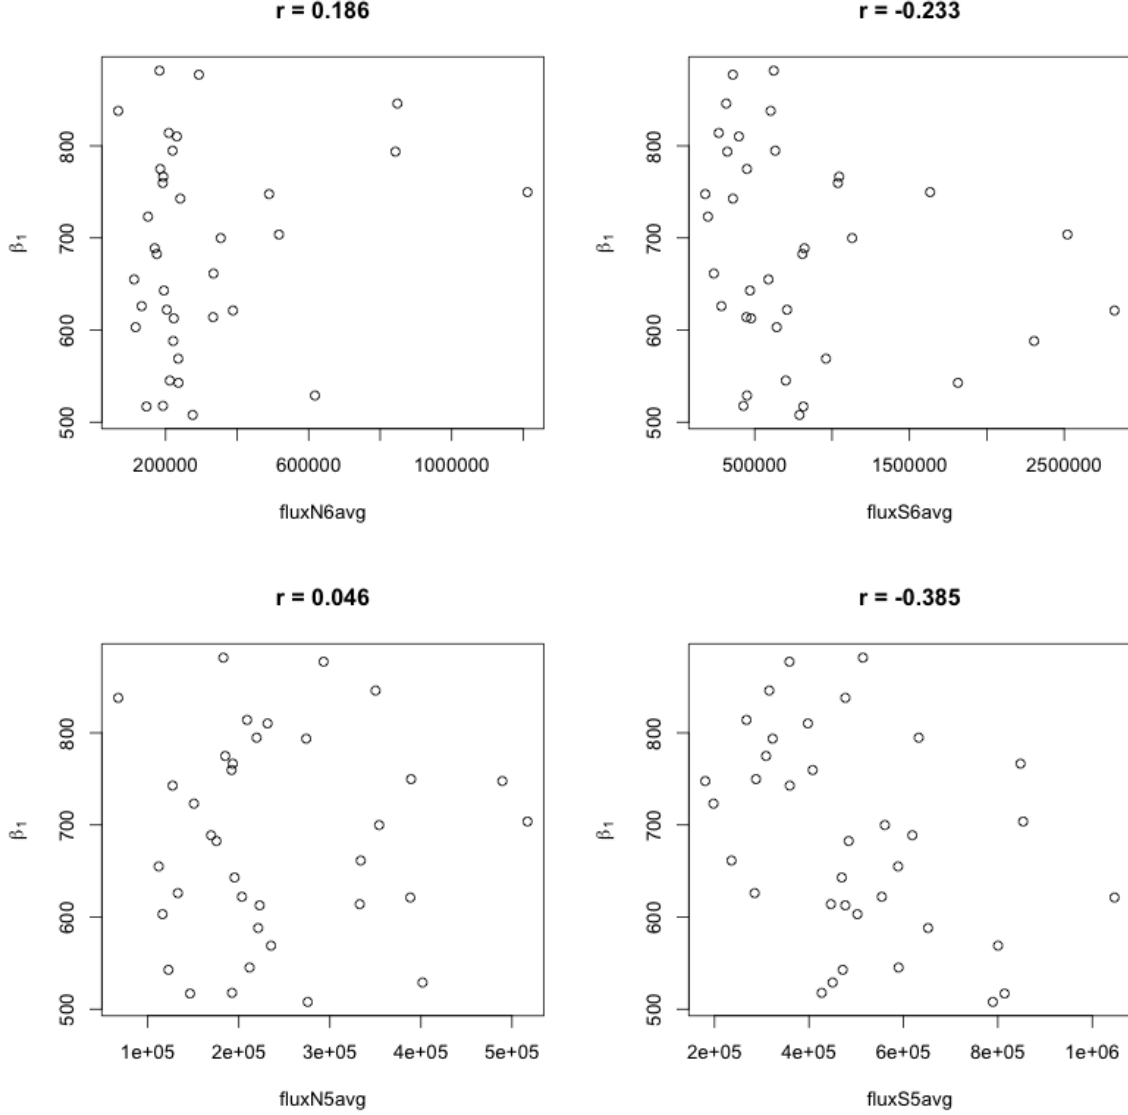 r = 0.186
β1
800
700
600
500
200000 600000 1000000
fluxN6avg
r = -0.233
β1
800
700
600
500
500000 1500000 2500000
fluxS6avg
r = 0.046
β1
800
700
600
500
1e+05 2e+05 3e+05 4e+05 5e+05
fluxN5avg
r = -0.385
β1
800
700
600
500
2e+05 4e+05 6e+05 8e+05 1e+06
fluxS5avg